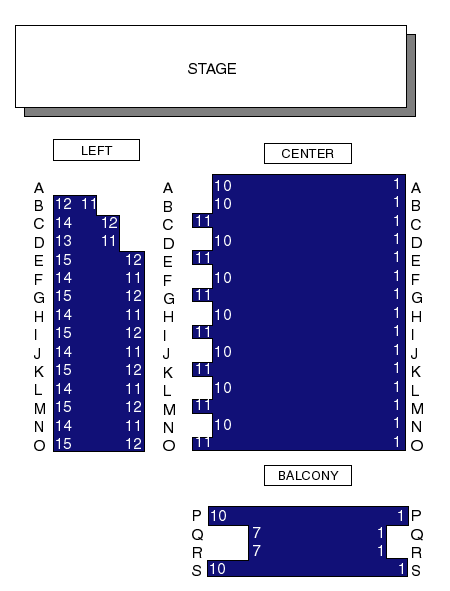 STAGE
LEFT
CENTER
A A 10 1 A
B 12 11 B 10 1 B
C 14 12 C 11 1 C
D 13 11 D 10 1 D
E 15 12 E 11 1 E
F 14 11 F 10 1 F
G 15 12 G 11 1 G
H 14 11 H 10 1 H
I 15 12 I 11 1 I
J 14 11 J 10 1 J
K 15 12 K 11 1 K
L 14 11 L 10 1 L
M 15 12 M 11 1 M
N 14 11 N 10 1 N
O 15 12 O 11 1 O
BALCONY
P 10 1 P
Q 7 1 Q
R 7 1 R
S 10 1 S